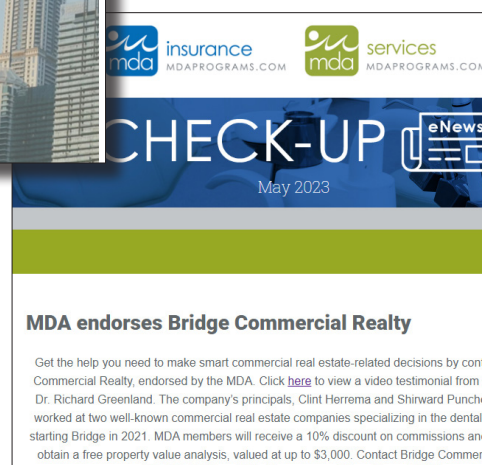 mda insurance
MDAPROGRAMS.COM
mda services
MDAPROGRAMS.COM
CHECK-UP
eNews
May 2023
MDA endorses Bridge Commercial Realty
Get the help you need to make smart commercial real estate-related decisions by
Commercial Realty, endorsed by the MDA. Click here to view a video testimonial from
Dr. Richard Greenland. The company's principals, Clint Herrema and Shirward
worked at two well-known commercial real estate companies specializing in the dental
starting Bridge in 2021. MDA members will receive a 10% discount on commissions
obtain a free property value analysis, valued at up to $3,000. Contact Bridge